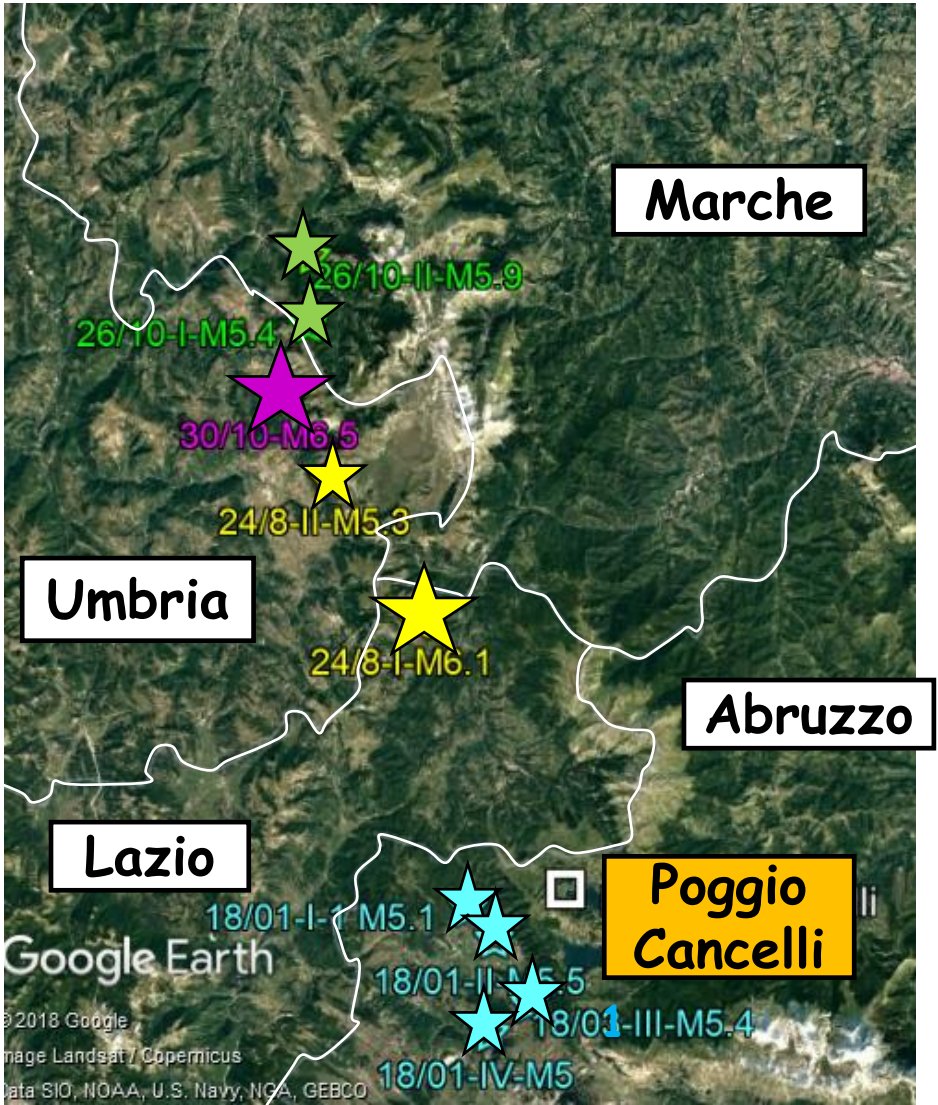 Marche
26/10-II-M5.9
26/10-I-M5.4
30/10-M6.5
24/8-II-M5.3
Umbria
24/8-I-M6.1
Abruzzo
Lazio
Poggio
Cancelli
li
18/01-I-1 M5.1
Google Earth
18/01-II-M5.5
©2018 Google
18/01-III-M5.4
Image Landsat / Copernicus
18/01-IV-M5
Data SIO, NOAA, U.S. Navy, NGA, GEBCO